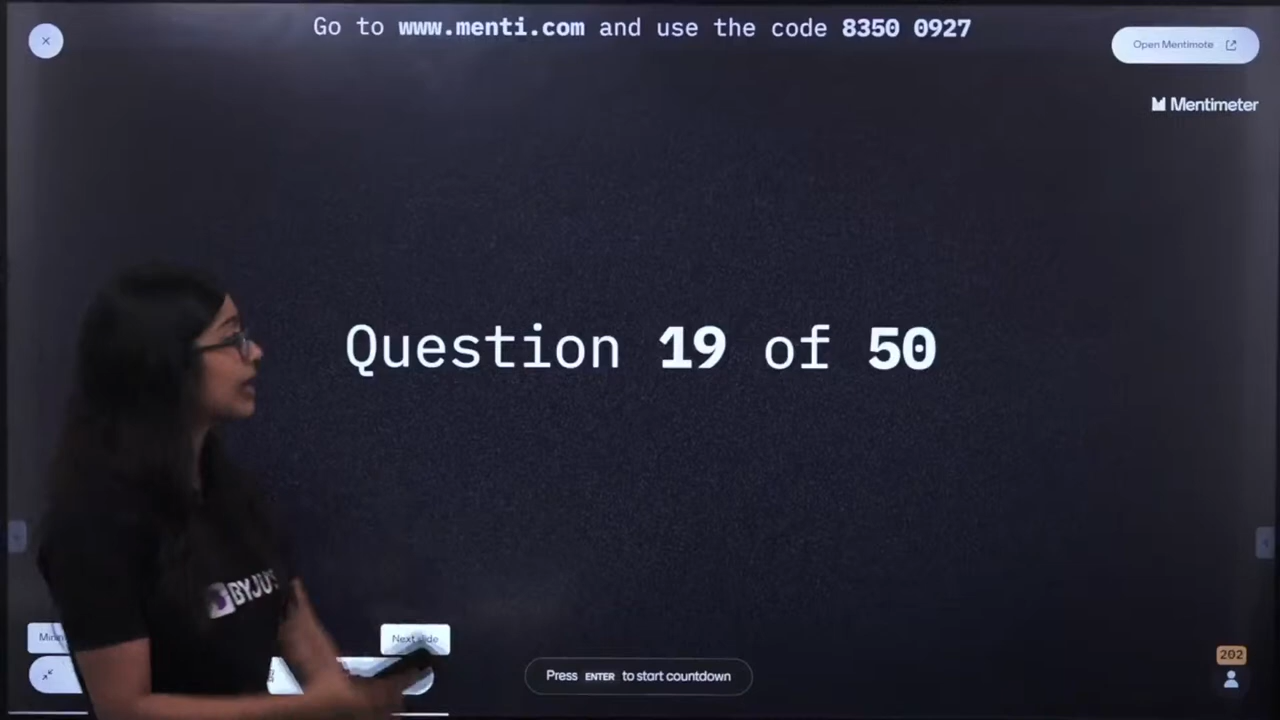 Go to www.menti.com and use the code 8350 0927
Open Mentimote
Mentimeter
Question 19 of 50
BYJU'S
Next slide
Press ENTER to start countdown
202